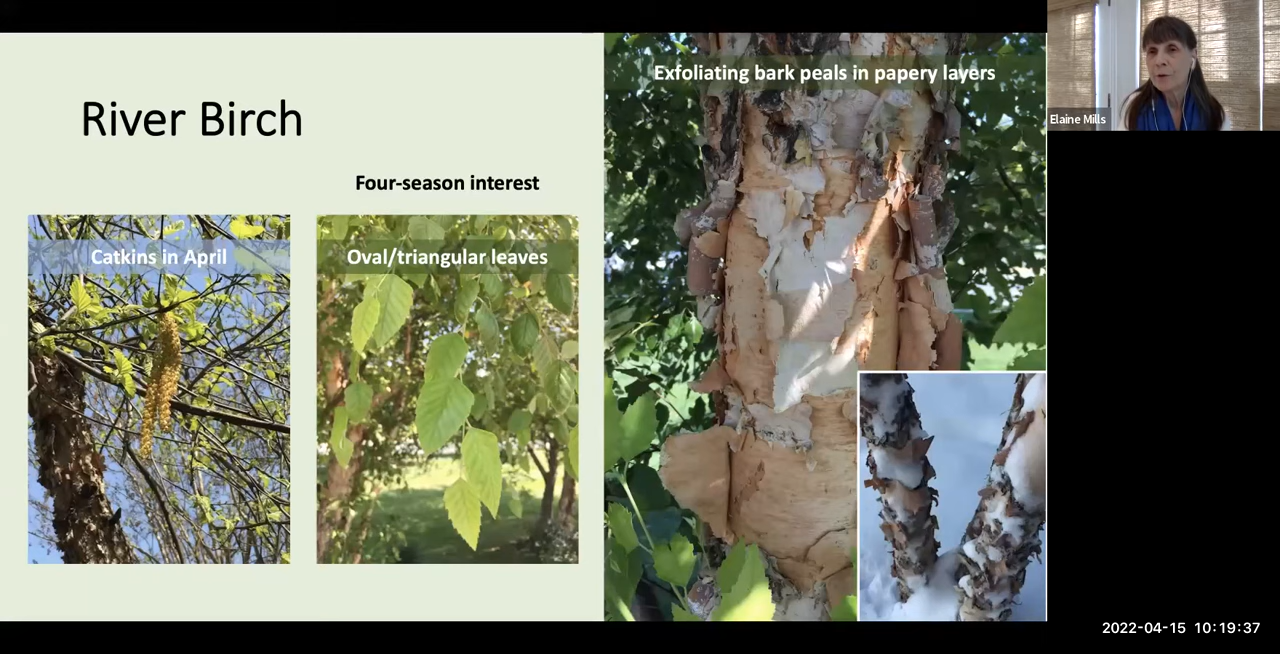 River Birch
Four-season interest
Catkins in April
Oval/triangular leaves
Exfoliating bark peals in papery layers
Elaine Mills
2022-04-15 10:19:37